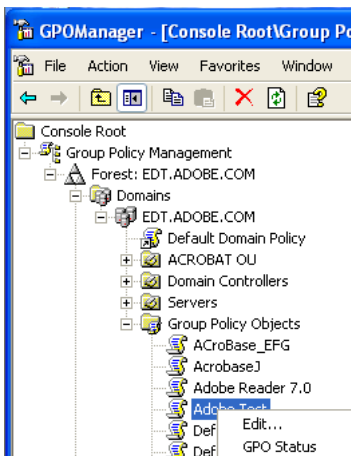 GPOManager - [Console Root\Group Po
File Action View Favorites Window
Console Root
Group Policy Management
Forest: EDT.ADOBE.COM
Domains
EDT.ADOBE.COM
Default Domain Policy
ACROBAT OU
Domain Controllers
Servers
Group Policy Objects
ACroBase_EFG
AcrobaseJ
Adobe Reader 7.0
Adobe Test
Def
Edit...
Def
GPO Status